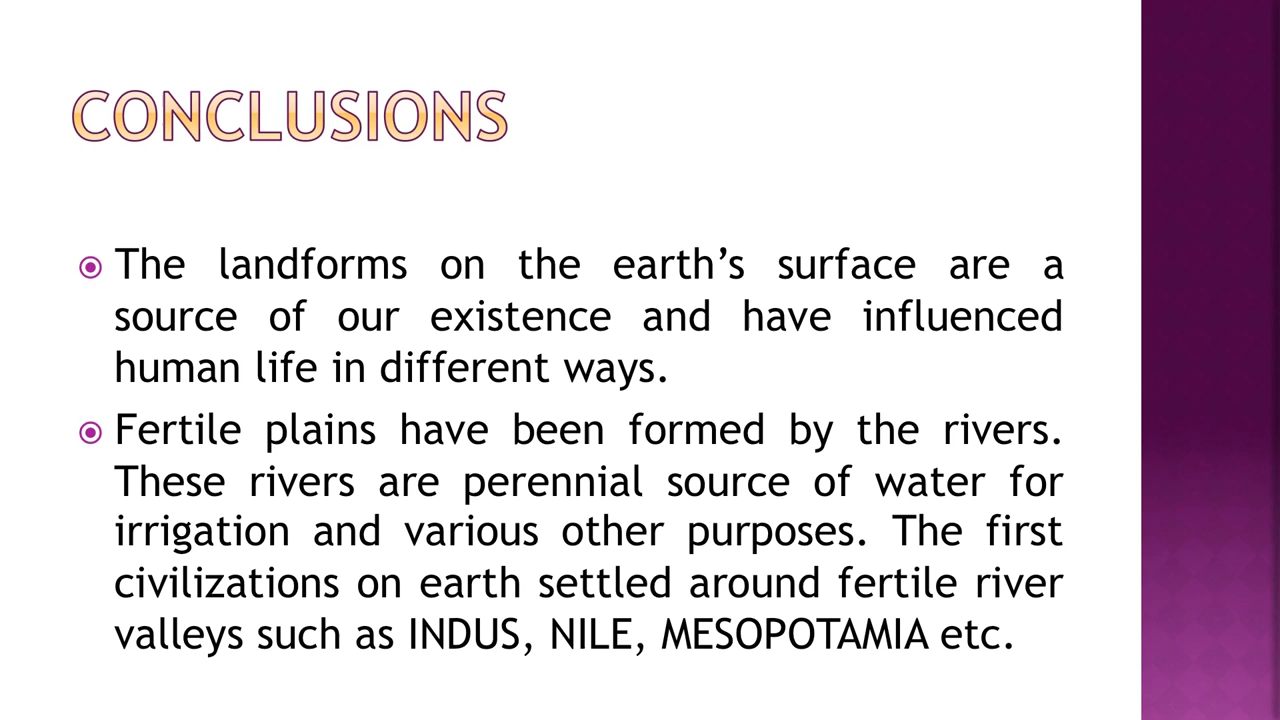 CONCLUSIONS
The landforms on the earth’s surface are a
source of our existence and have influenced
human life in different ways.
Fertile plains have been formed by the rivers.
These rivers are perennial source of water for
irrigation and various other purposes. The first
civilizations on earth settled around fertile river
valleys such as INDUS, NILE, MESOPOTAMIA etc.